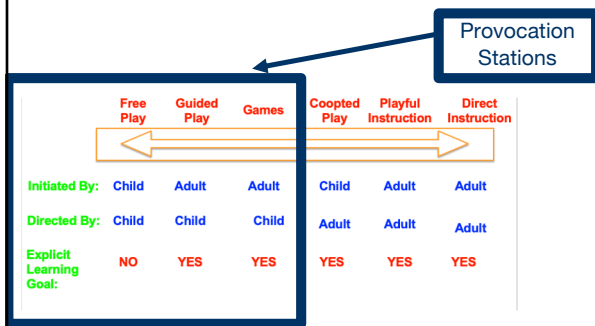 Provocation
Stations
Free Play Guided Play Games Coopted Play Playful Instruction Direct Instruction
Initiated By: Child Adult Adult Child Adult Adult
Directed By: Child Child Child Adult Adult Adult
Explicit Learning Goal: NO YES YES YES YES YES